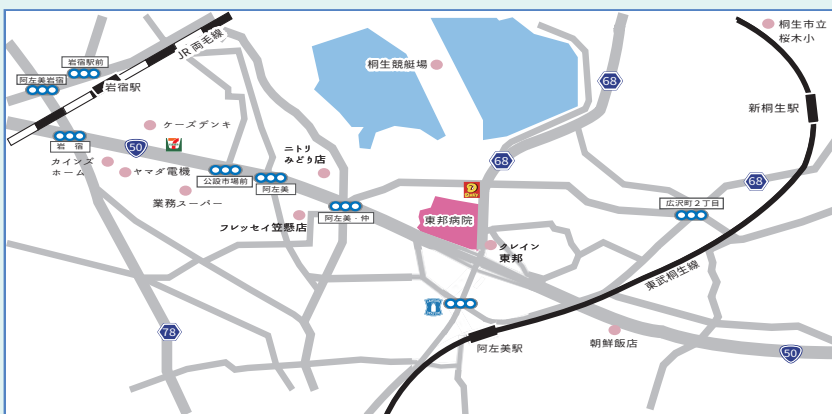 桐生市立
桜木小
JR 両毛線
岩宿駅前
阿左美岩宿
岩宿駅
桐生競艇場
68
新桐生駅
ケーズデンキ
50
岩 宿
カインズ
ホーム
ヤマダ電機
公設市場前
阿左美
ニトリ
みどり店
68
68
業務スーパー
広沢町２丁目
フレッセイ笠懸店
阿左美・仲
東邦病院
クレイン
東邦
東武桐生線
78
阿左美駅
朝鮮飯店
50